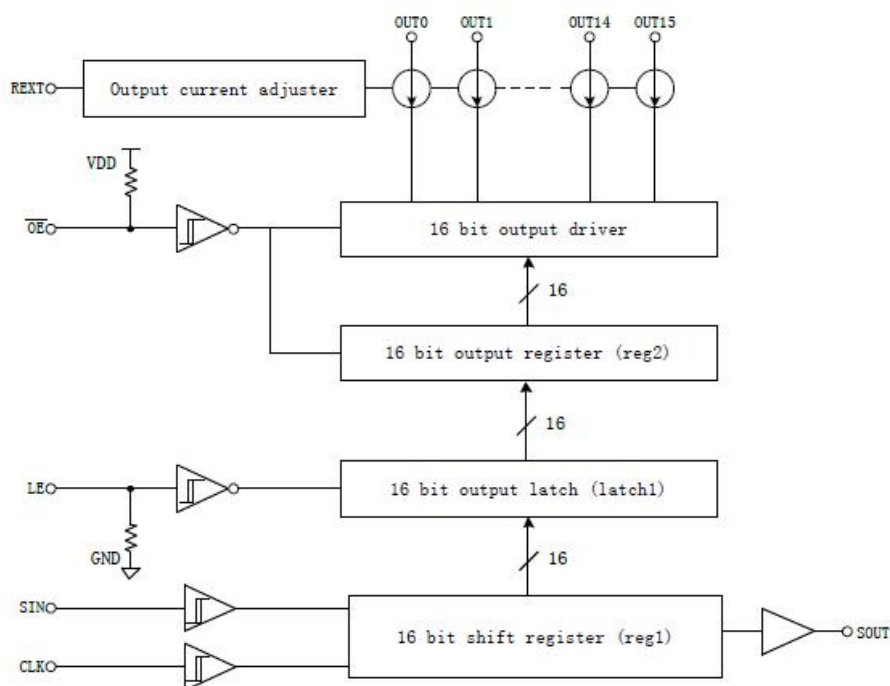 OUT0 OUT1 OUT14 OUT15
REXT Output current adjuster
VDD
OE 16 bit output driver
16
16 bit output register (reg2)
16
LE 16 bit output latch (latch1)
GND
16
SIN
16 bit shift register (reg1) SOUT
CLK